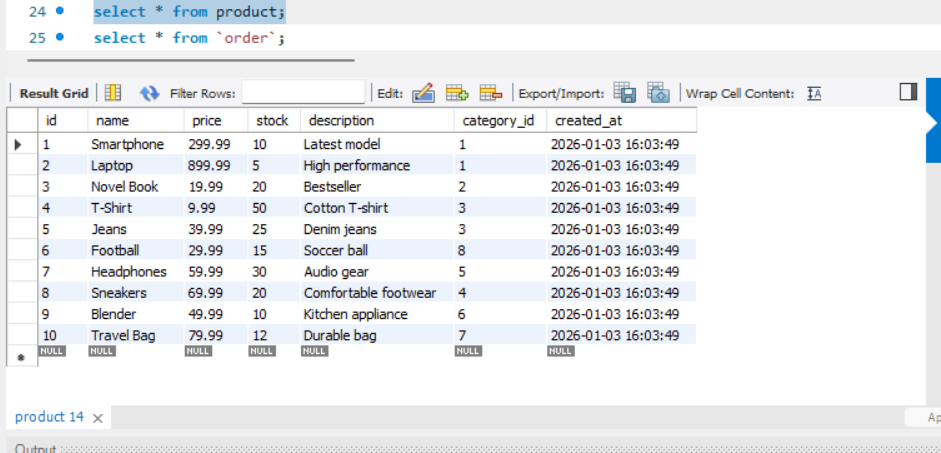 24 select * from product;
25 select * from `order`;
Result Grid Filter Rows: Edit: Export/Import: Wrap Cell Content:
id name price stock description category_id created_at
1 Smartphone 299.99 10 Latest model 1 2026-01-03 16:03:49
2 Laptop 899.99 5 High performance 1 2026-01-03 16:03:49
3 Novel Book 19.99 20 Bestseller 2 2026-01-03 16:03:49
4 T-Shirt 9.99 50 Cotton T-shirt 3 2026-01-03 16:03:49
5 Jeans 39.99 25 Denim jeans 3 2026-01-03 16:03:49
6 Football 29.99 15 Soccer ball 8 2026-01-03 16:03:49
7 Headphones 59.99 30 Audio gear 5 2026-01-03 16:03:49
8 Sneakers 69.99 20 Comfortable footwear 4 2026-01-03 16:03:49
9 Blender 49.99 10 Kitchen appliance 6 2026-01-03 16:03:49
10 Travel Bag 79.99 12 Durable bag 7 2026-01-03 16:03:49
NULL NULL NULL NULL NULL NULL NULL
product 14
Ap
Output